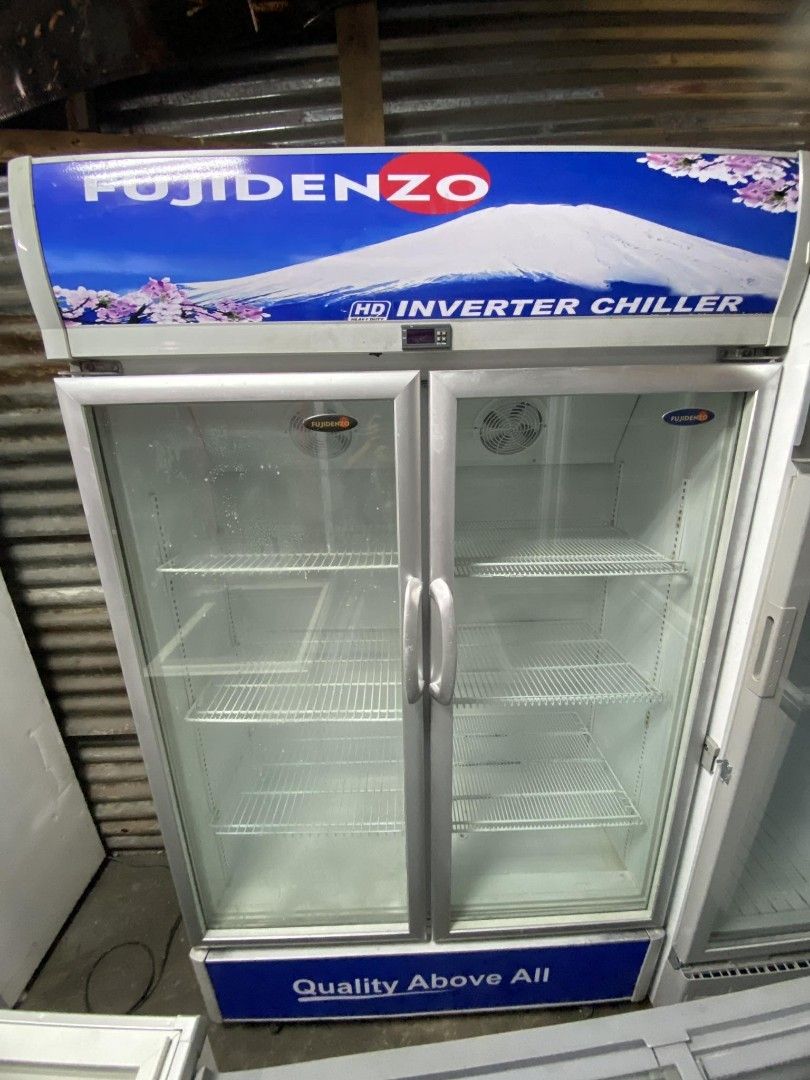 FUJIDENZO
HD INVERTER CHILLER
HEAVY DUTY
FUJIDENZO
FUJIDENZO
Quality Above All